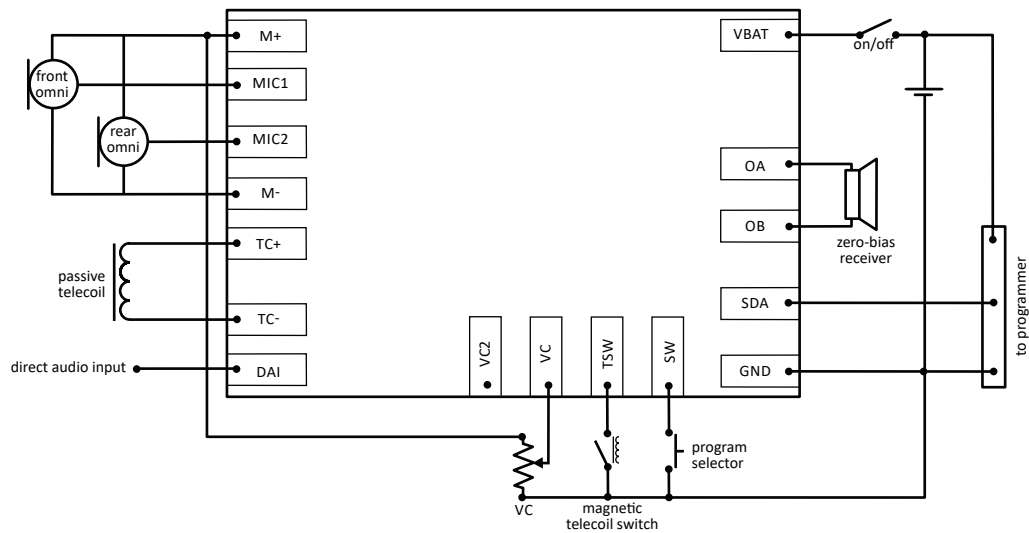 M+
VBAT
on/off
front
omni
MIC1
rear
omni
MIC2
OA
M-
OB
TC+
zero-bias
receiver
passive
telecoil
SDA
to programmer
TC-
VC2
VC
TSW
SW
direct audio input
DAI
GND
program
selector
VC
magnetic
telecoil switch